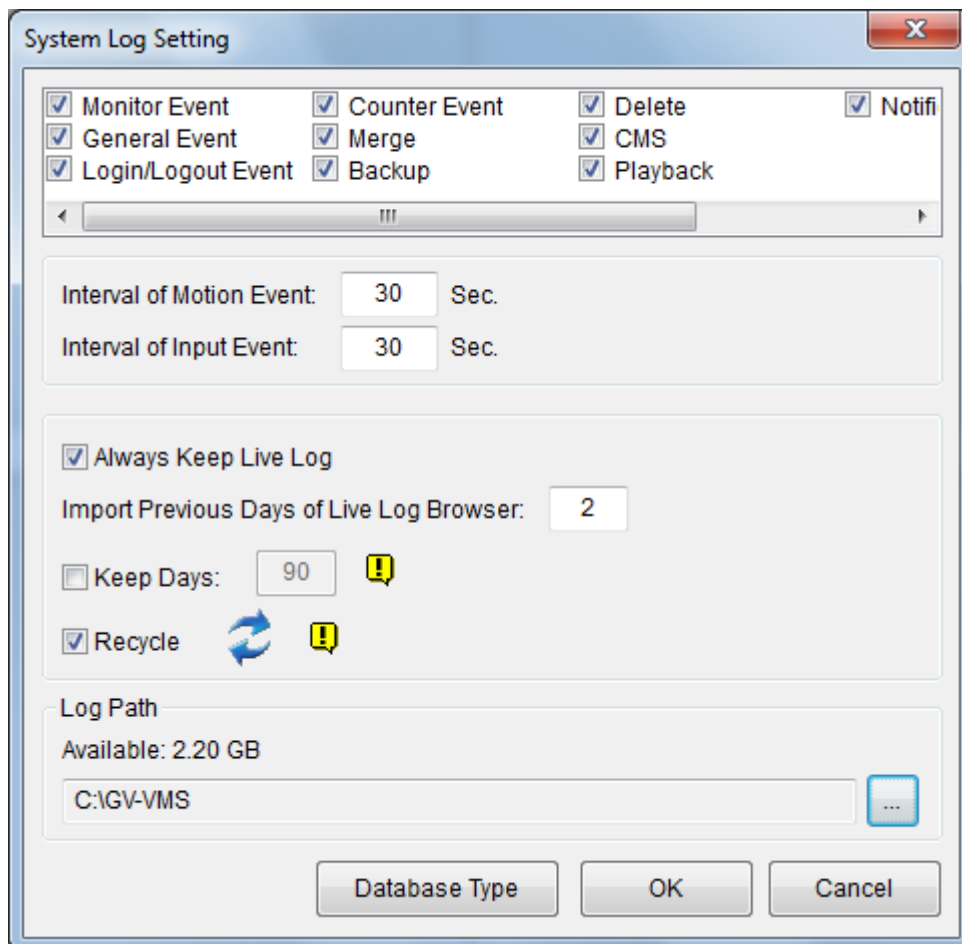 System Log Setting
Monitor Event Counter Event Delete Notifi
General Event Merge CMS
Login/Logout Event Backup Playback
Interval of Motion Event: 30 Sec.
Interval of Input Event: 30 Sec.
Always Keep Live Log
Import Previous Days of Live Log Browser: 2
Keep Days: 90
Recycle
Log Path
Available: 2.20 GB
C:\GV-VMS ...
Database Type OK Cancel